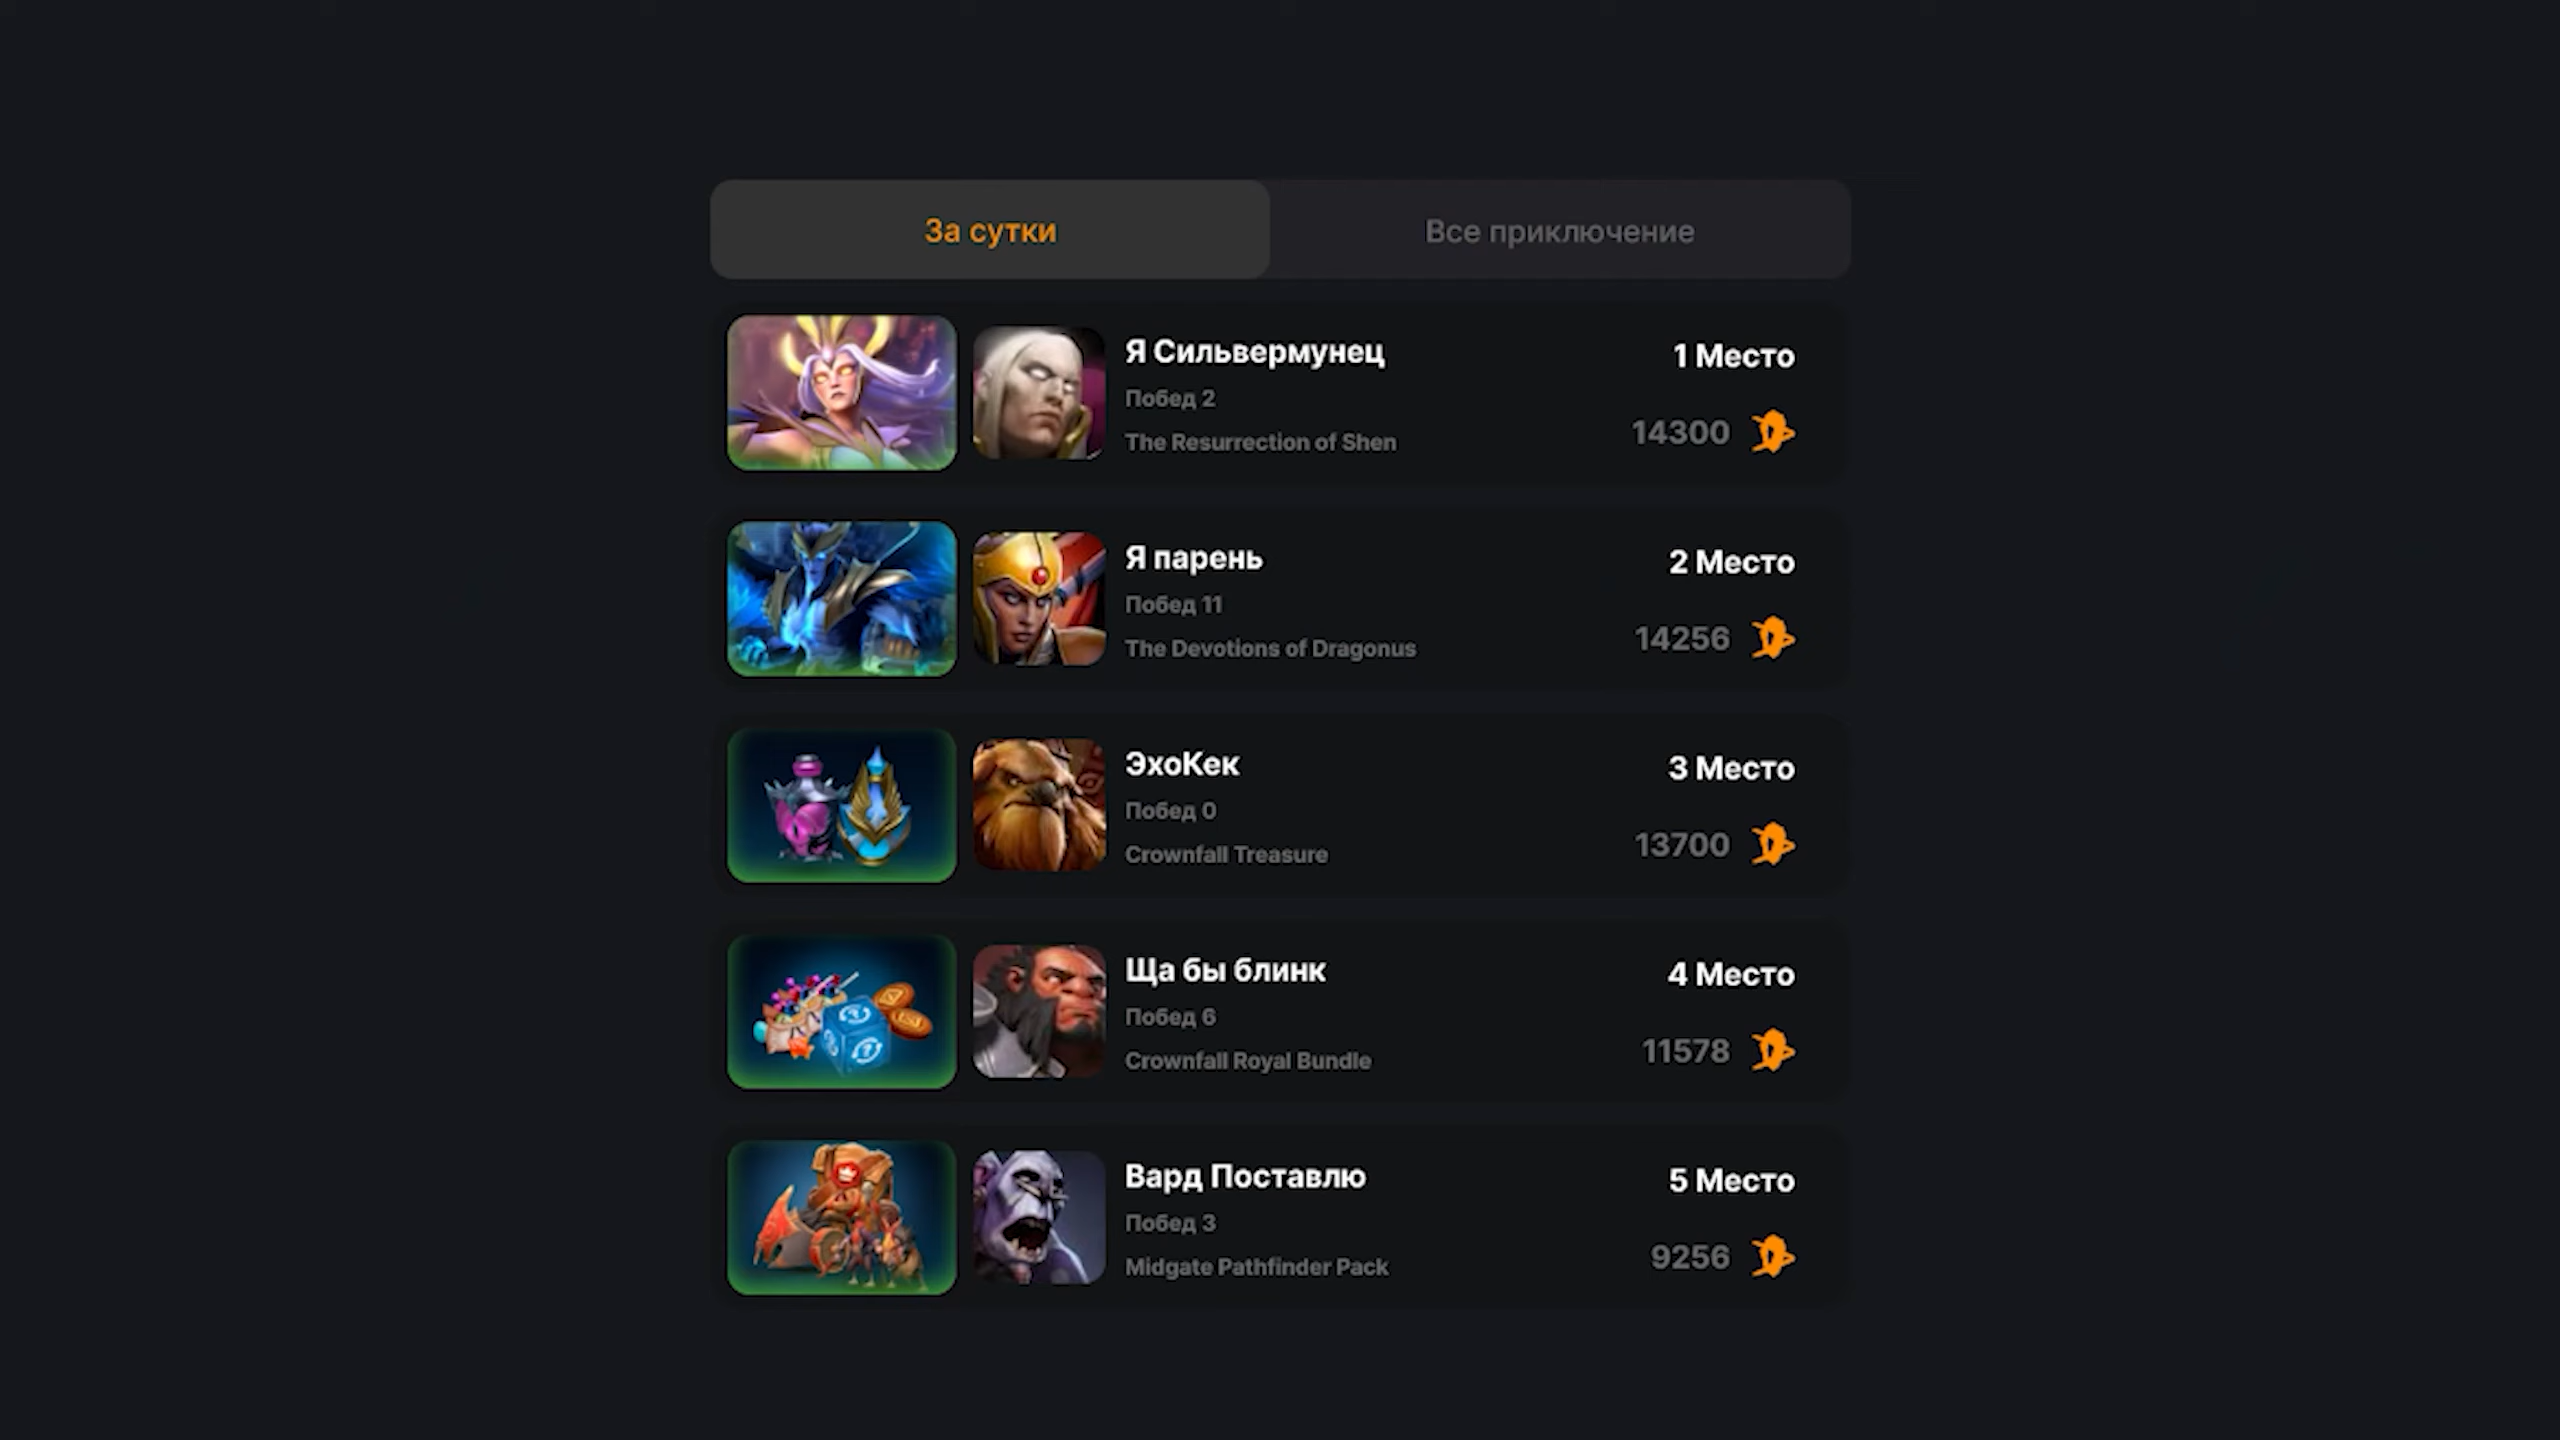 За сутки
Все приключение
Я Сильвермунец
1 Место
Побед 2
14300
The Resurrection of Shen
Я парень
2 Место
Побед 11
14256
The Devotions of Dragonus
ЭхоКек
3 Место
Побед 0
13700
Crownfall Treasure
Ща бы блинк
4 Место
Побед 6
11578
Crownfall Royal Bundle
Вард Поставлю
5 Место
Побед 3
9256
Midgate Pathfinder Pack